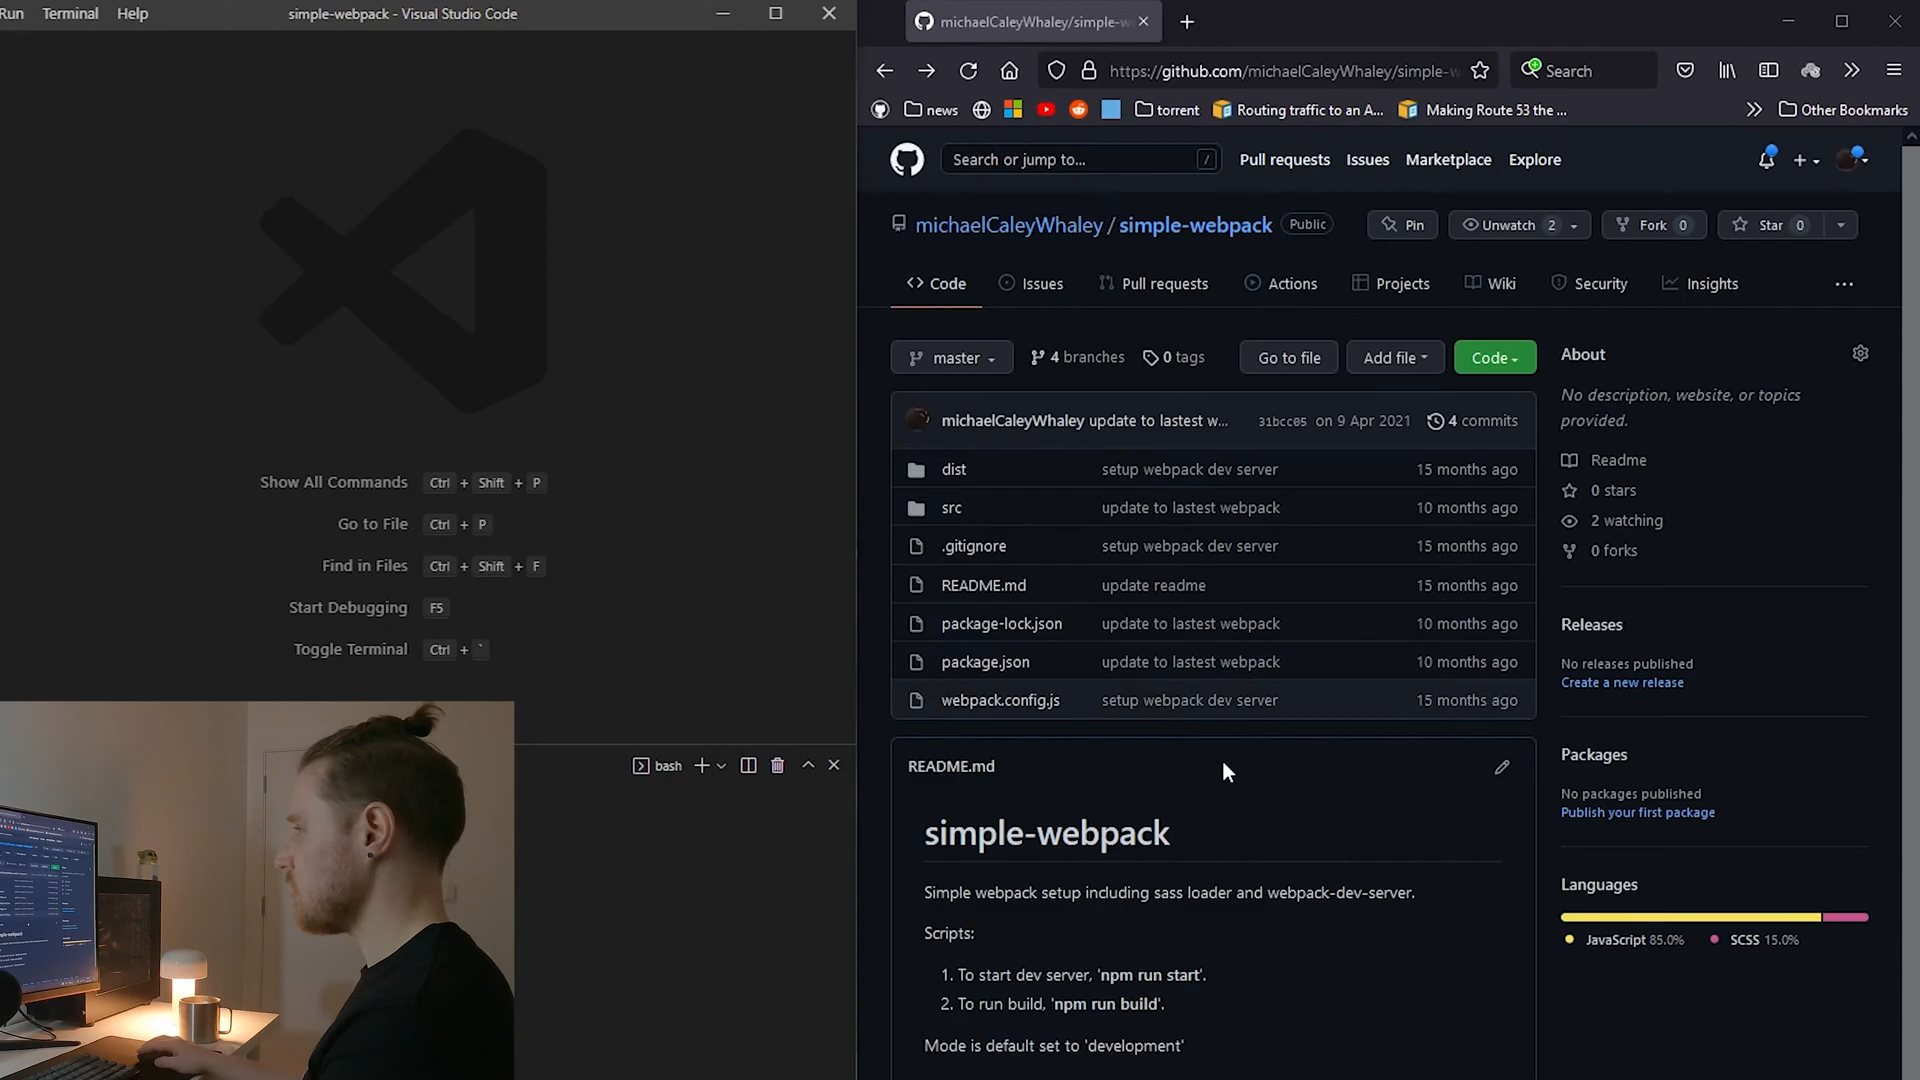 Run Terminal Help simple-webpack - Visual Studio Code
Show All Commands Ctrl + Shift + P
Go to File Ctrl + P
Find in Files Ctrl + Shift + F
Start Debugging F5
Toggle Terminal Ctrl + `
bash
michaelCaleyWhaley/simple-w
https://github.com/michaelCaleyWhaley/simple-w
Search
news
torrent
Routing traffic to an A...
Making Route 53 the ...
Other Bookmarks
Search or jump to... /
Pull requests Issues Marketplace Explore
michaelCaleyWhaley / simple-webpack Public
Pin Unwatch 2 Fork 0 Star 0
Code Issues Pull requests Actions Projects Wiki Security Insights
master 4 branches 0 tags Go to file Add file Code
michaelCaleyWhaley update to lastest w... 31bcc05 on 9 Apr 2021 4 commits
dist setup webpack dev server 15 months ago
src update to lastest webpack 10 months ago
.gitignore setup webpack dev server 15 months ago
README.md update readme 15 months ago
package-lock.json update to lastest webpack 10 months ago
package.json update to lastest webpack 10 months ago
webpack.config.js setup webpack dev server 15 months ago
README.md
simple-webpack
Simple webpack setup including sass loader and webpack-dev-server.
Scripts:
1. To start dev server, 'npm run start'.
2. To run build, 'npm run build'.
Mode is default set to 'development'
About
No description, website, or topics
provided.
Readme
0 stars
2 watching
0 forks
Releases
No releases published
Create a new release
Packages
No packages published
Publish your first package
Languages
JavaScript 85.0% SCSS 15.0%